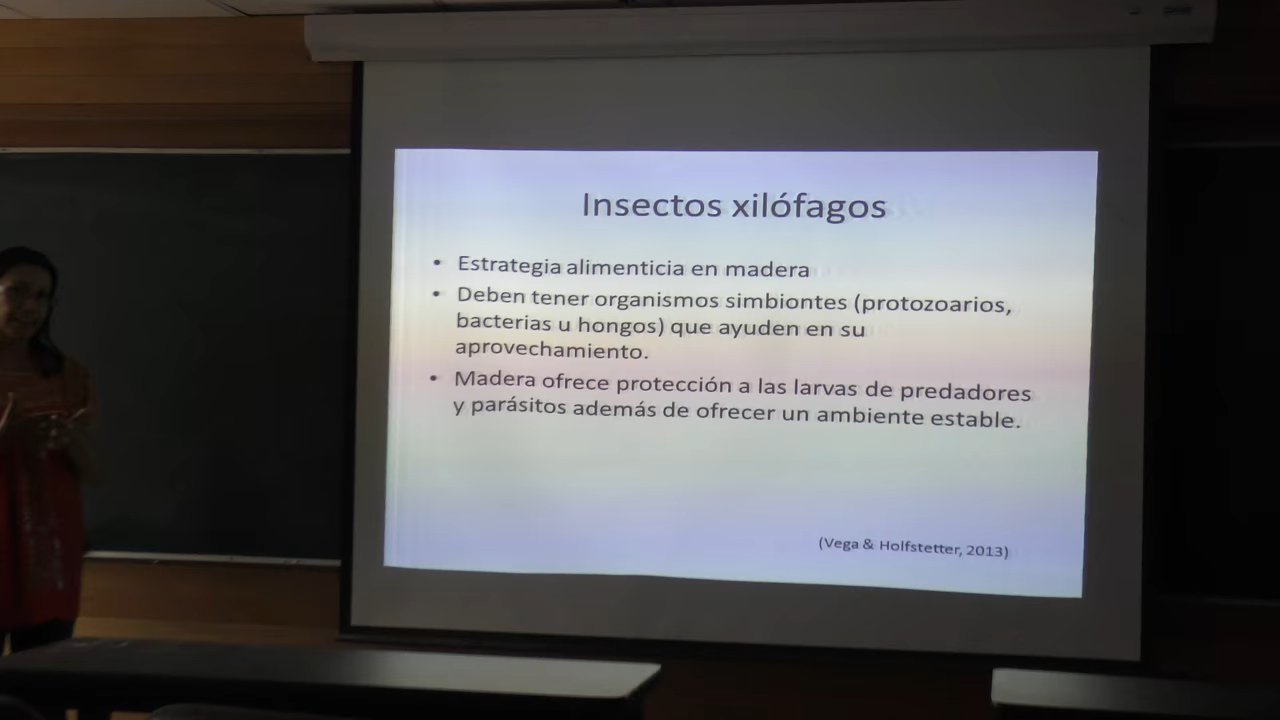 Insectos xilófagos
• Estrategia alimenticia en madera
• Deben tener organismos simbiontes (protozoarios,
bacterias u hongos) que ayuden en su
aprovechamiento.
• Madera ofrece protección a las larvas de predadores
y parásitos además de ofrecer un ambiente estable.
(Vega & Holfstetter, 2013)